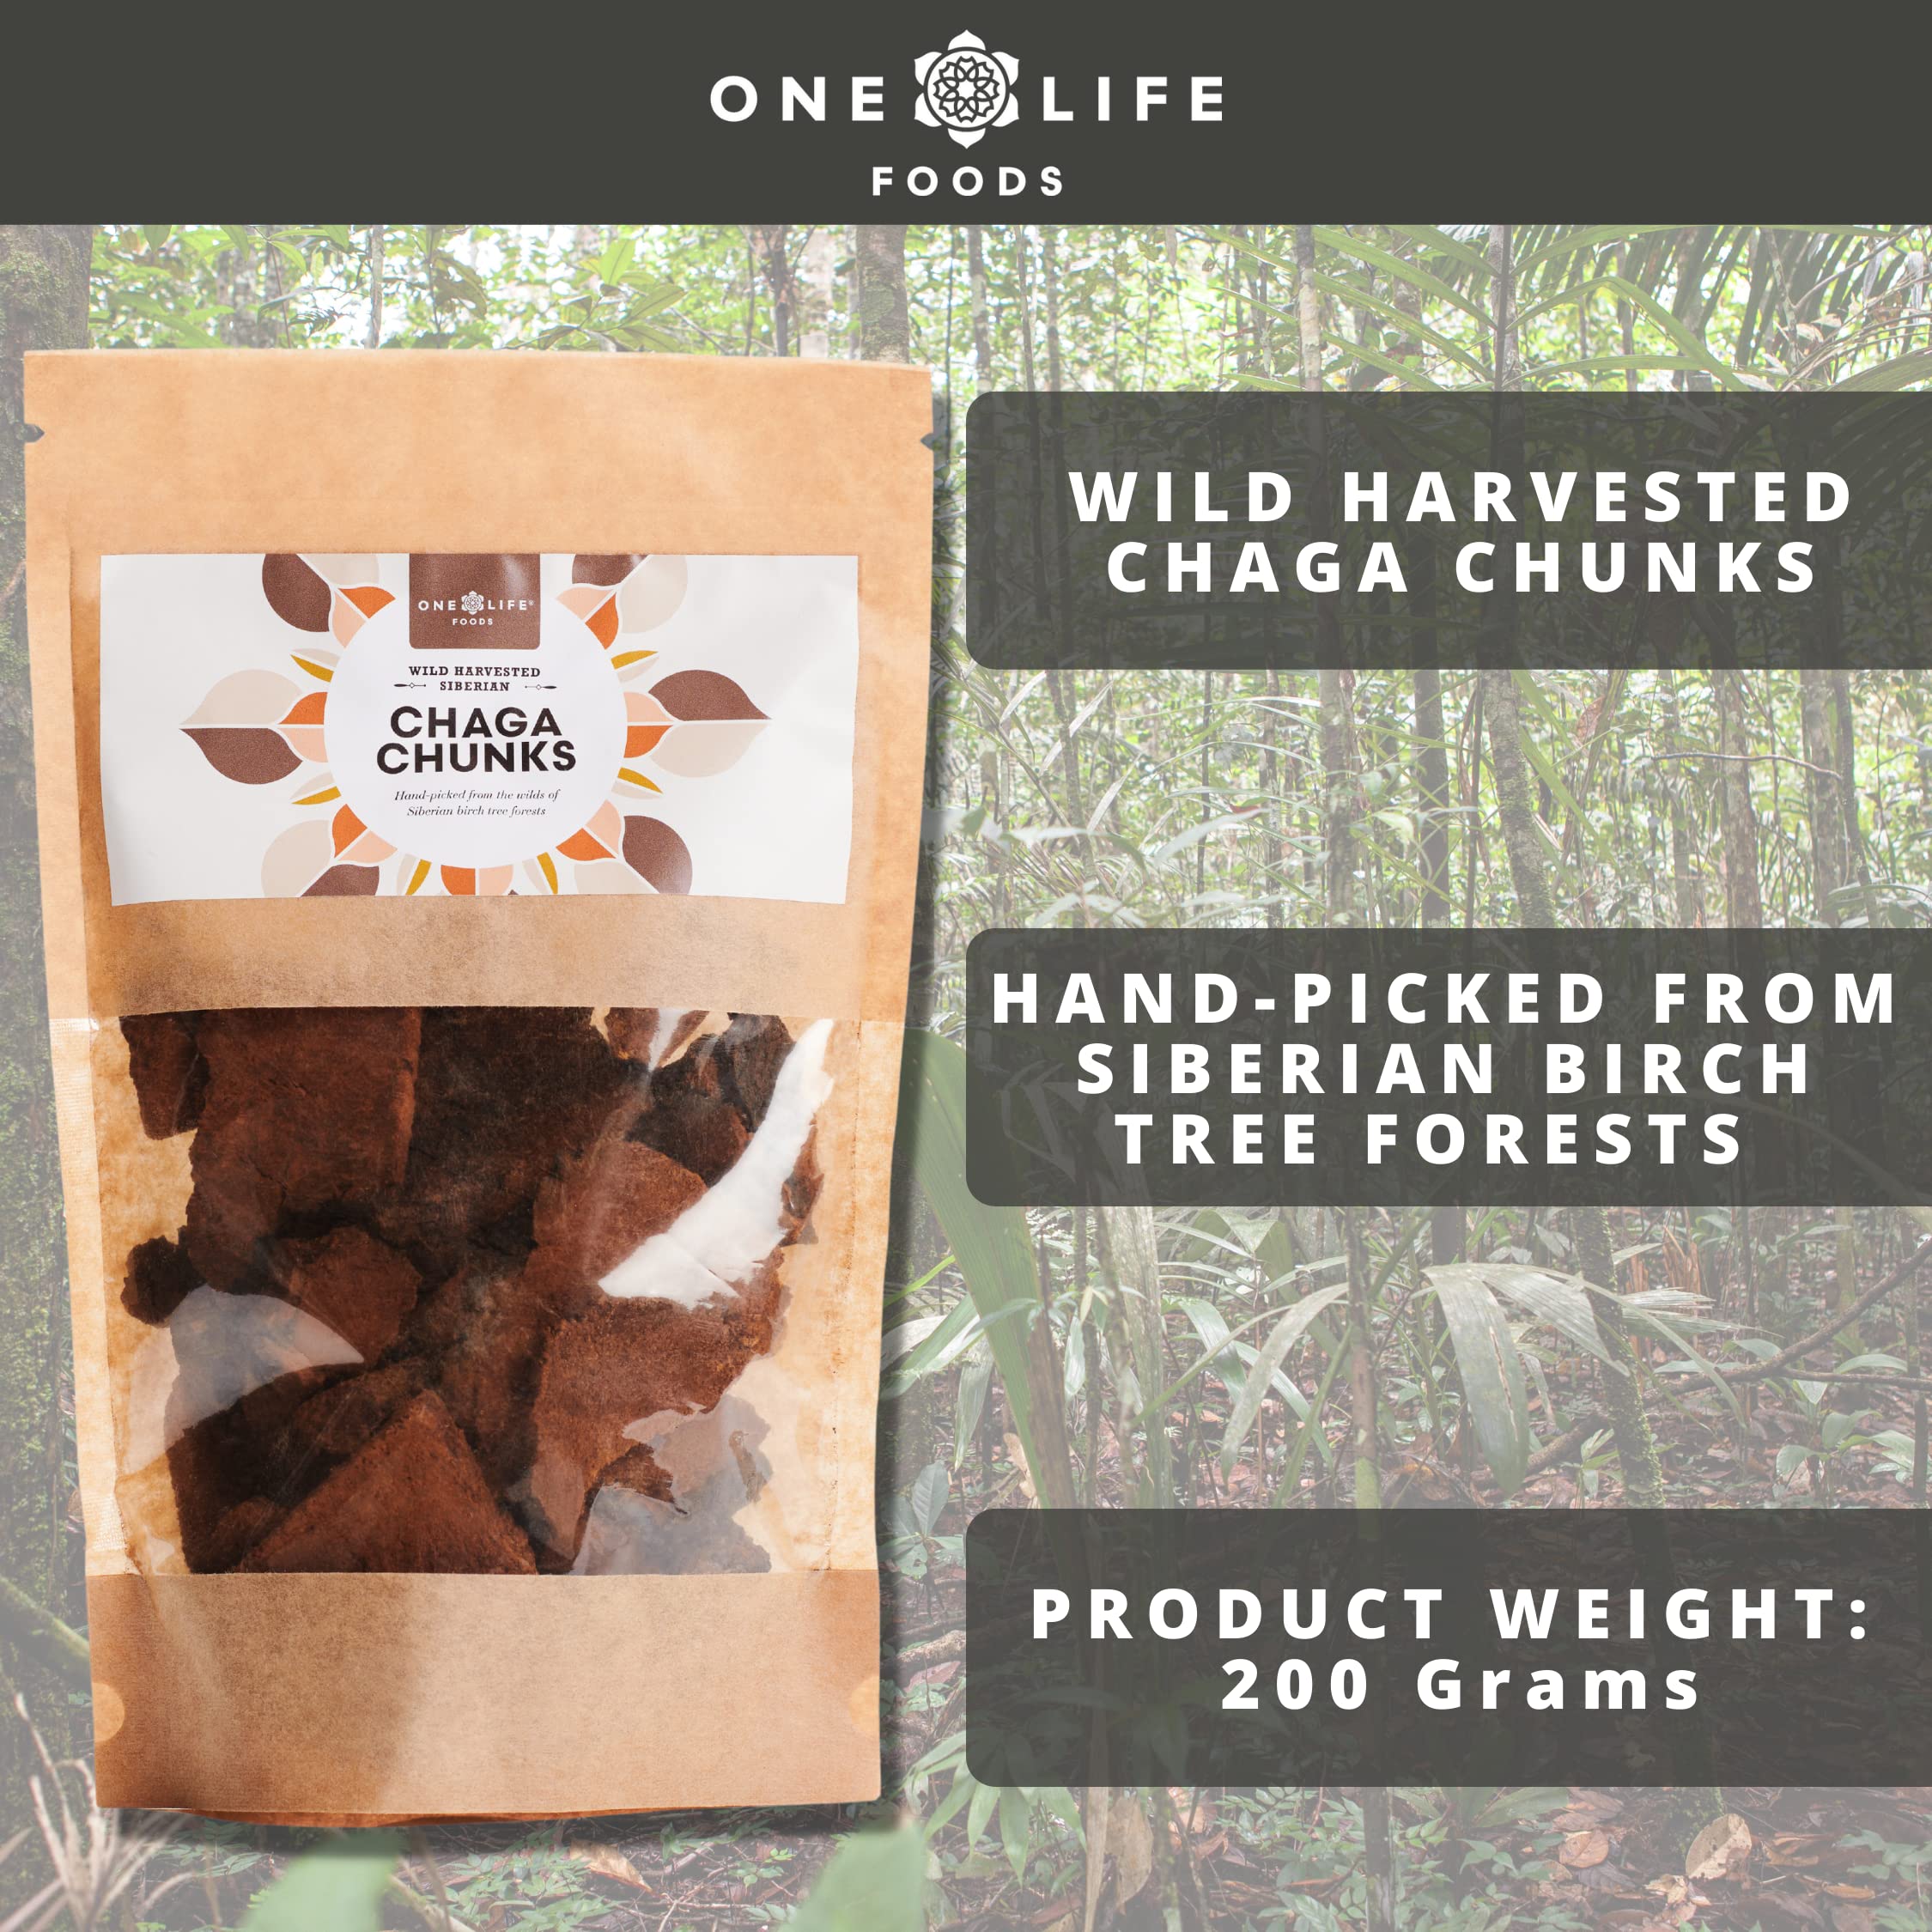 ONE LIFE
FOODS
ONE LIFE®
FOODS
WILD HARVESTED
SIBERIAN
CHAGA
CHUNKS
Hand-picked from the wilds of
Siberian birch tree forests
WILD HARVESTED
CHAGA CHUNKS
HAND-PICKED FROM
SIBERIAN BIRCH
TREE FORESTS
PRODUCT WEIGHT:
200 Grams